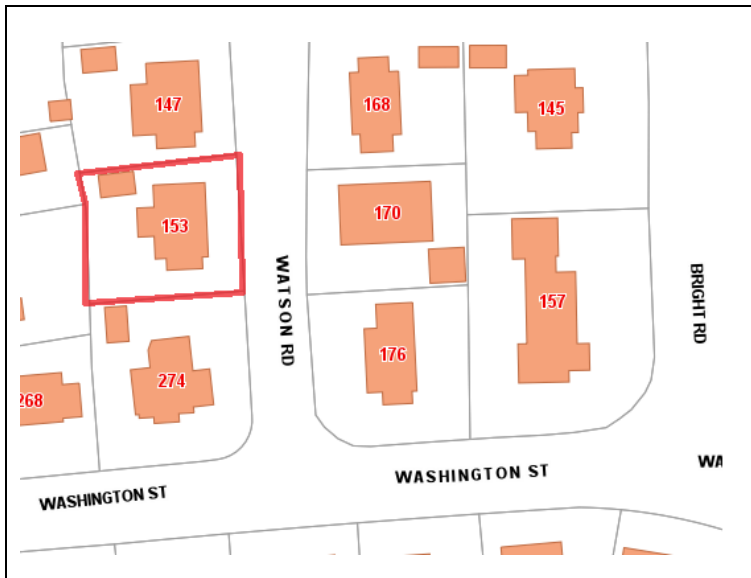 147
168
145
153
170
WATSON RD
BRIGHT RD
157
176
274
268
WASHINGTON ST
WASHINGTON ST
WA